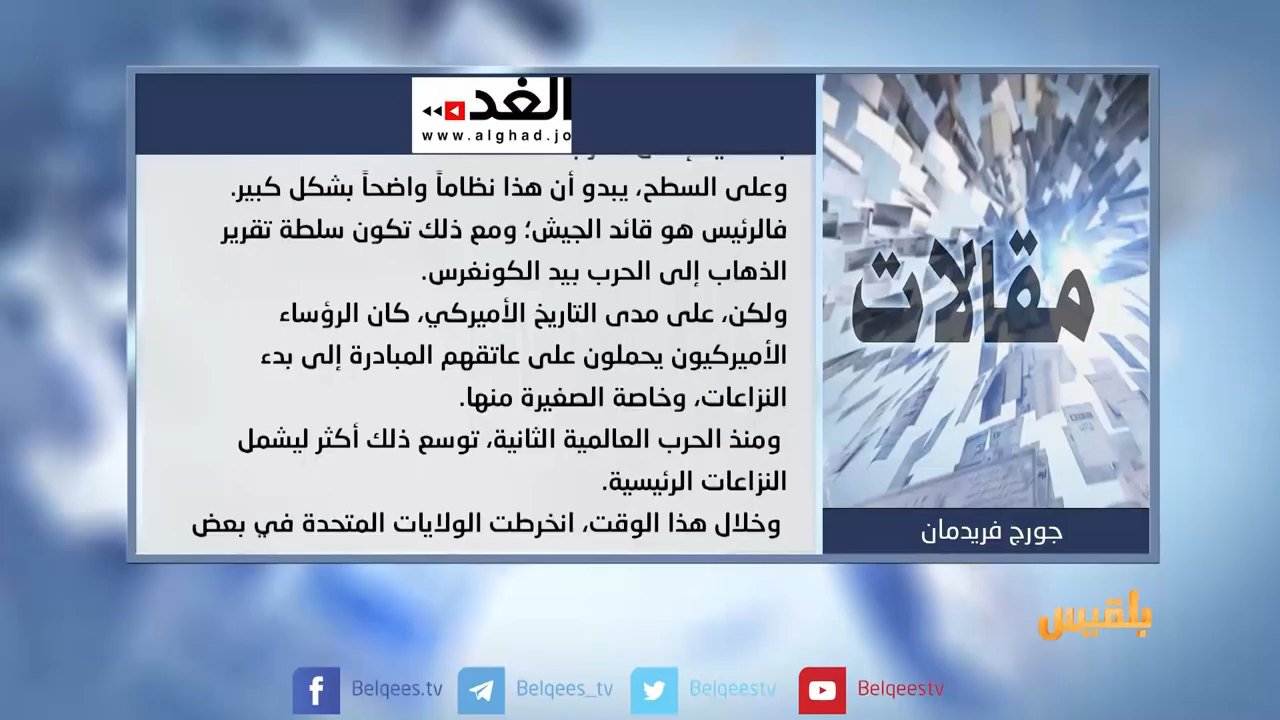 الغد
www.alghad.jo
وعلى السطح، يبدو أن هذا نظاماً واضحاً بشكل كبير.
فالرئيس هو قائد الجيش؛ ومع ذلك تكون سلطة تقرير
الذهاب إلى الحرب بيد الكونغرس.
ولكن، على مدى التاريخ الأميركي، كان الرؤساء
الأميركيون يحملون على عاتقهم المبادرة إلى بدء
النزاعات، وخاصة الصغيرة منها.
ومنذ الحرب العالمية الثانية، توسع ذلك أكثر ليشمل
النزاعات الرئيسية.
وخلال هذا الوقت، انخرطت الولايات المتحدة في بعض
مقالات
جورج فريدمان
بلقيس
Belqees.tv
Belqees_tv
Belqeestv
Belqeestv